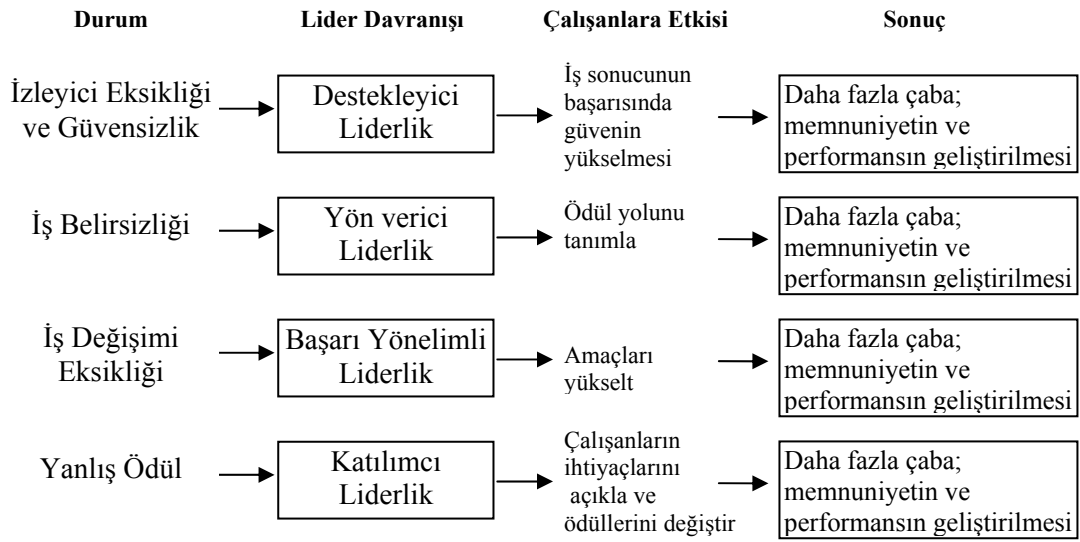 Durum Lider Davranışı Çalışanlara Etkisi Sonuç
İzleyici Eksikliği
ve Güvensizlik
Destekleyici
Liderlik
İş sonucunun
başarısında
güvenin
yükselmesi
Daha fazla çaba;
memnuniyetin ve
performansın geliştirilmesi
İş Belirsizliği
Yön verici
Liderlik
Ödül yolunu
tanımla
Daha fazla çaba;
memnuniyetin ve
performansın geliştirilmesi
İş Değişimi
Eksikliği
Başarı Yönelimli
Liderlik
Amaçları
yükselt
Daha fazla çaba;
memnuniyetin ve
performansın geliştirilmesi
Yanlış Ödül
Katılımcı
Liderlik
Çalışanların
ihtiyaçlarını
açıkla ve
ödüllerini değiştir
Daha fazla çaba;
memnuniyetin ve
performansın geliştirilmesi